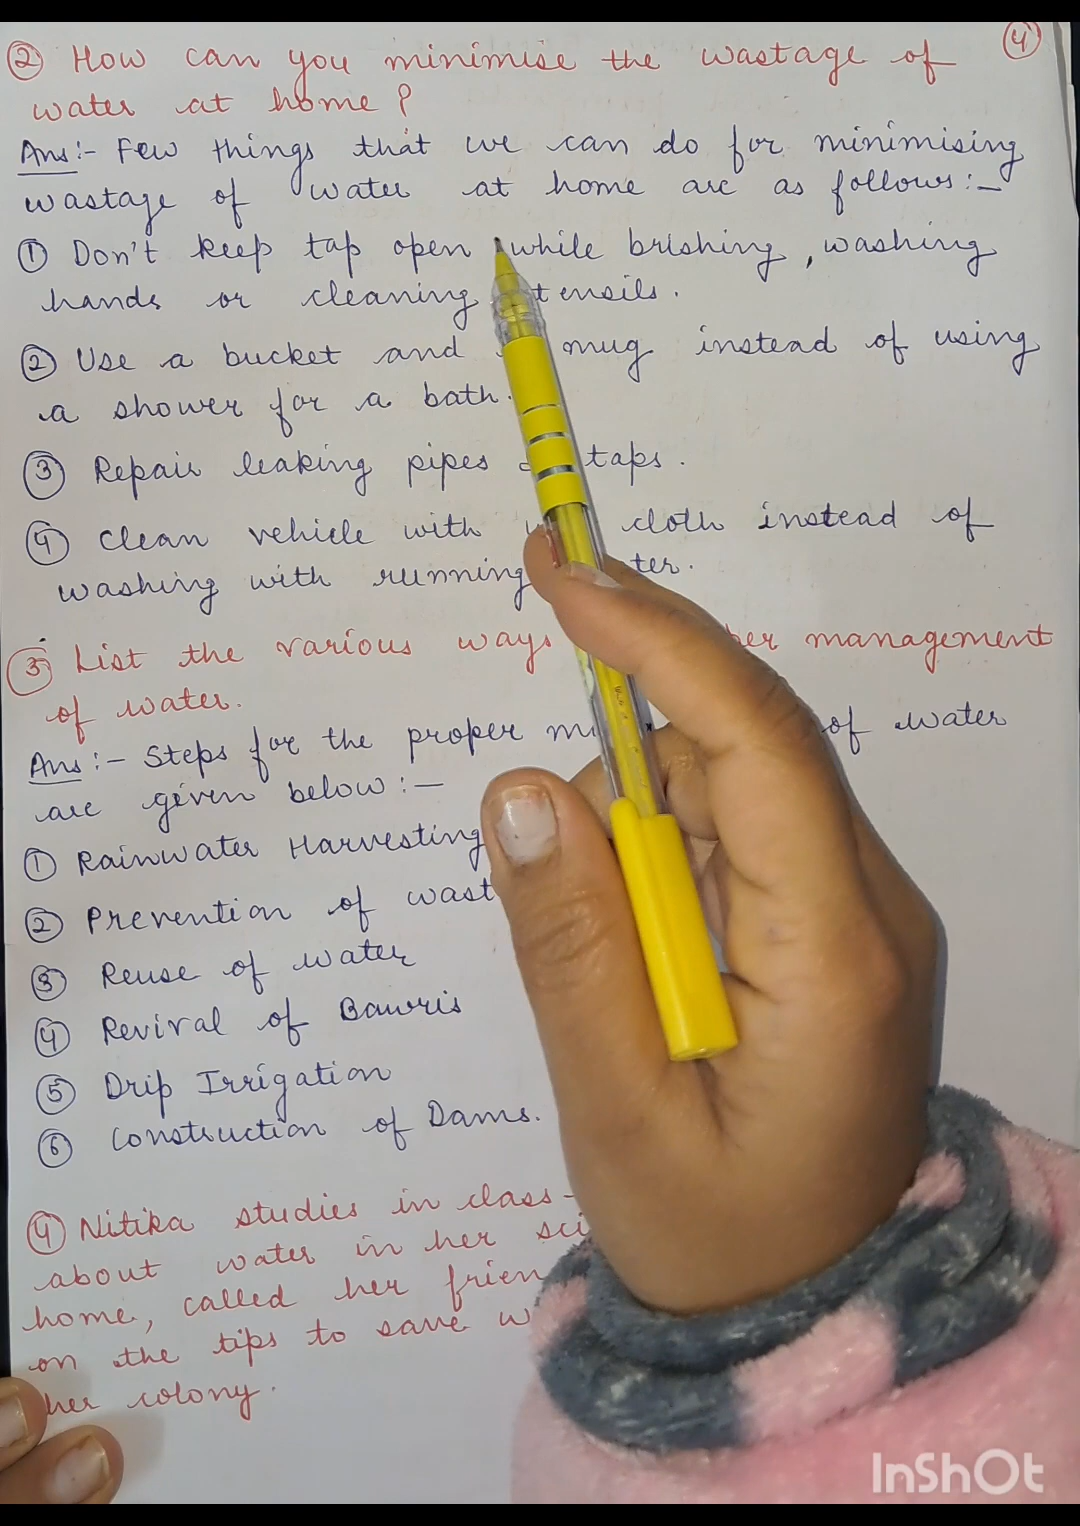 ② How can you minimise the wastage of ④
water at home?
Ans:- Few things that we can do for minimising
wastage of water at home are as follows:-
① Don't keep tap open while brushing, washing
hands or cleaning tensils.
② Use a bucket and mug instead of using
a shower for a bath.
③ Repair leaking pipes taps.
④ Clean vehicle with cloth instead of
washing with running ter.
③ List the various ways per management
of water.
Ans:- Steps for the proper m of water
are given below:-
① Rainwater Harvesting
② Prevention of wast
③ Reuse of water
④ Revival of Bawris
⑤ Drip Irrigation
⑥ Construction of Dams.
④ Nitika studies in class-
about water in her sci
home, called her frien
on the tips to save w
her colony.
InShOt